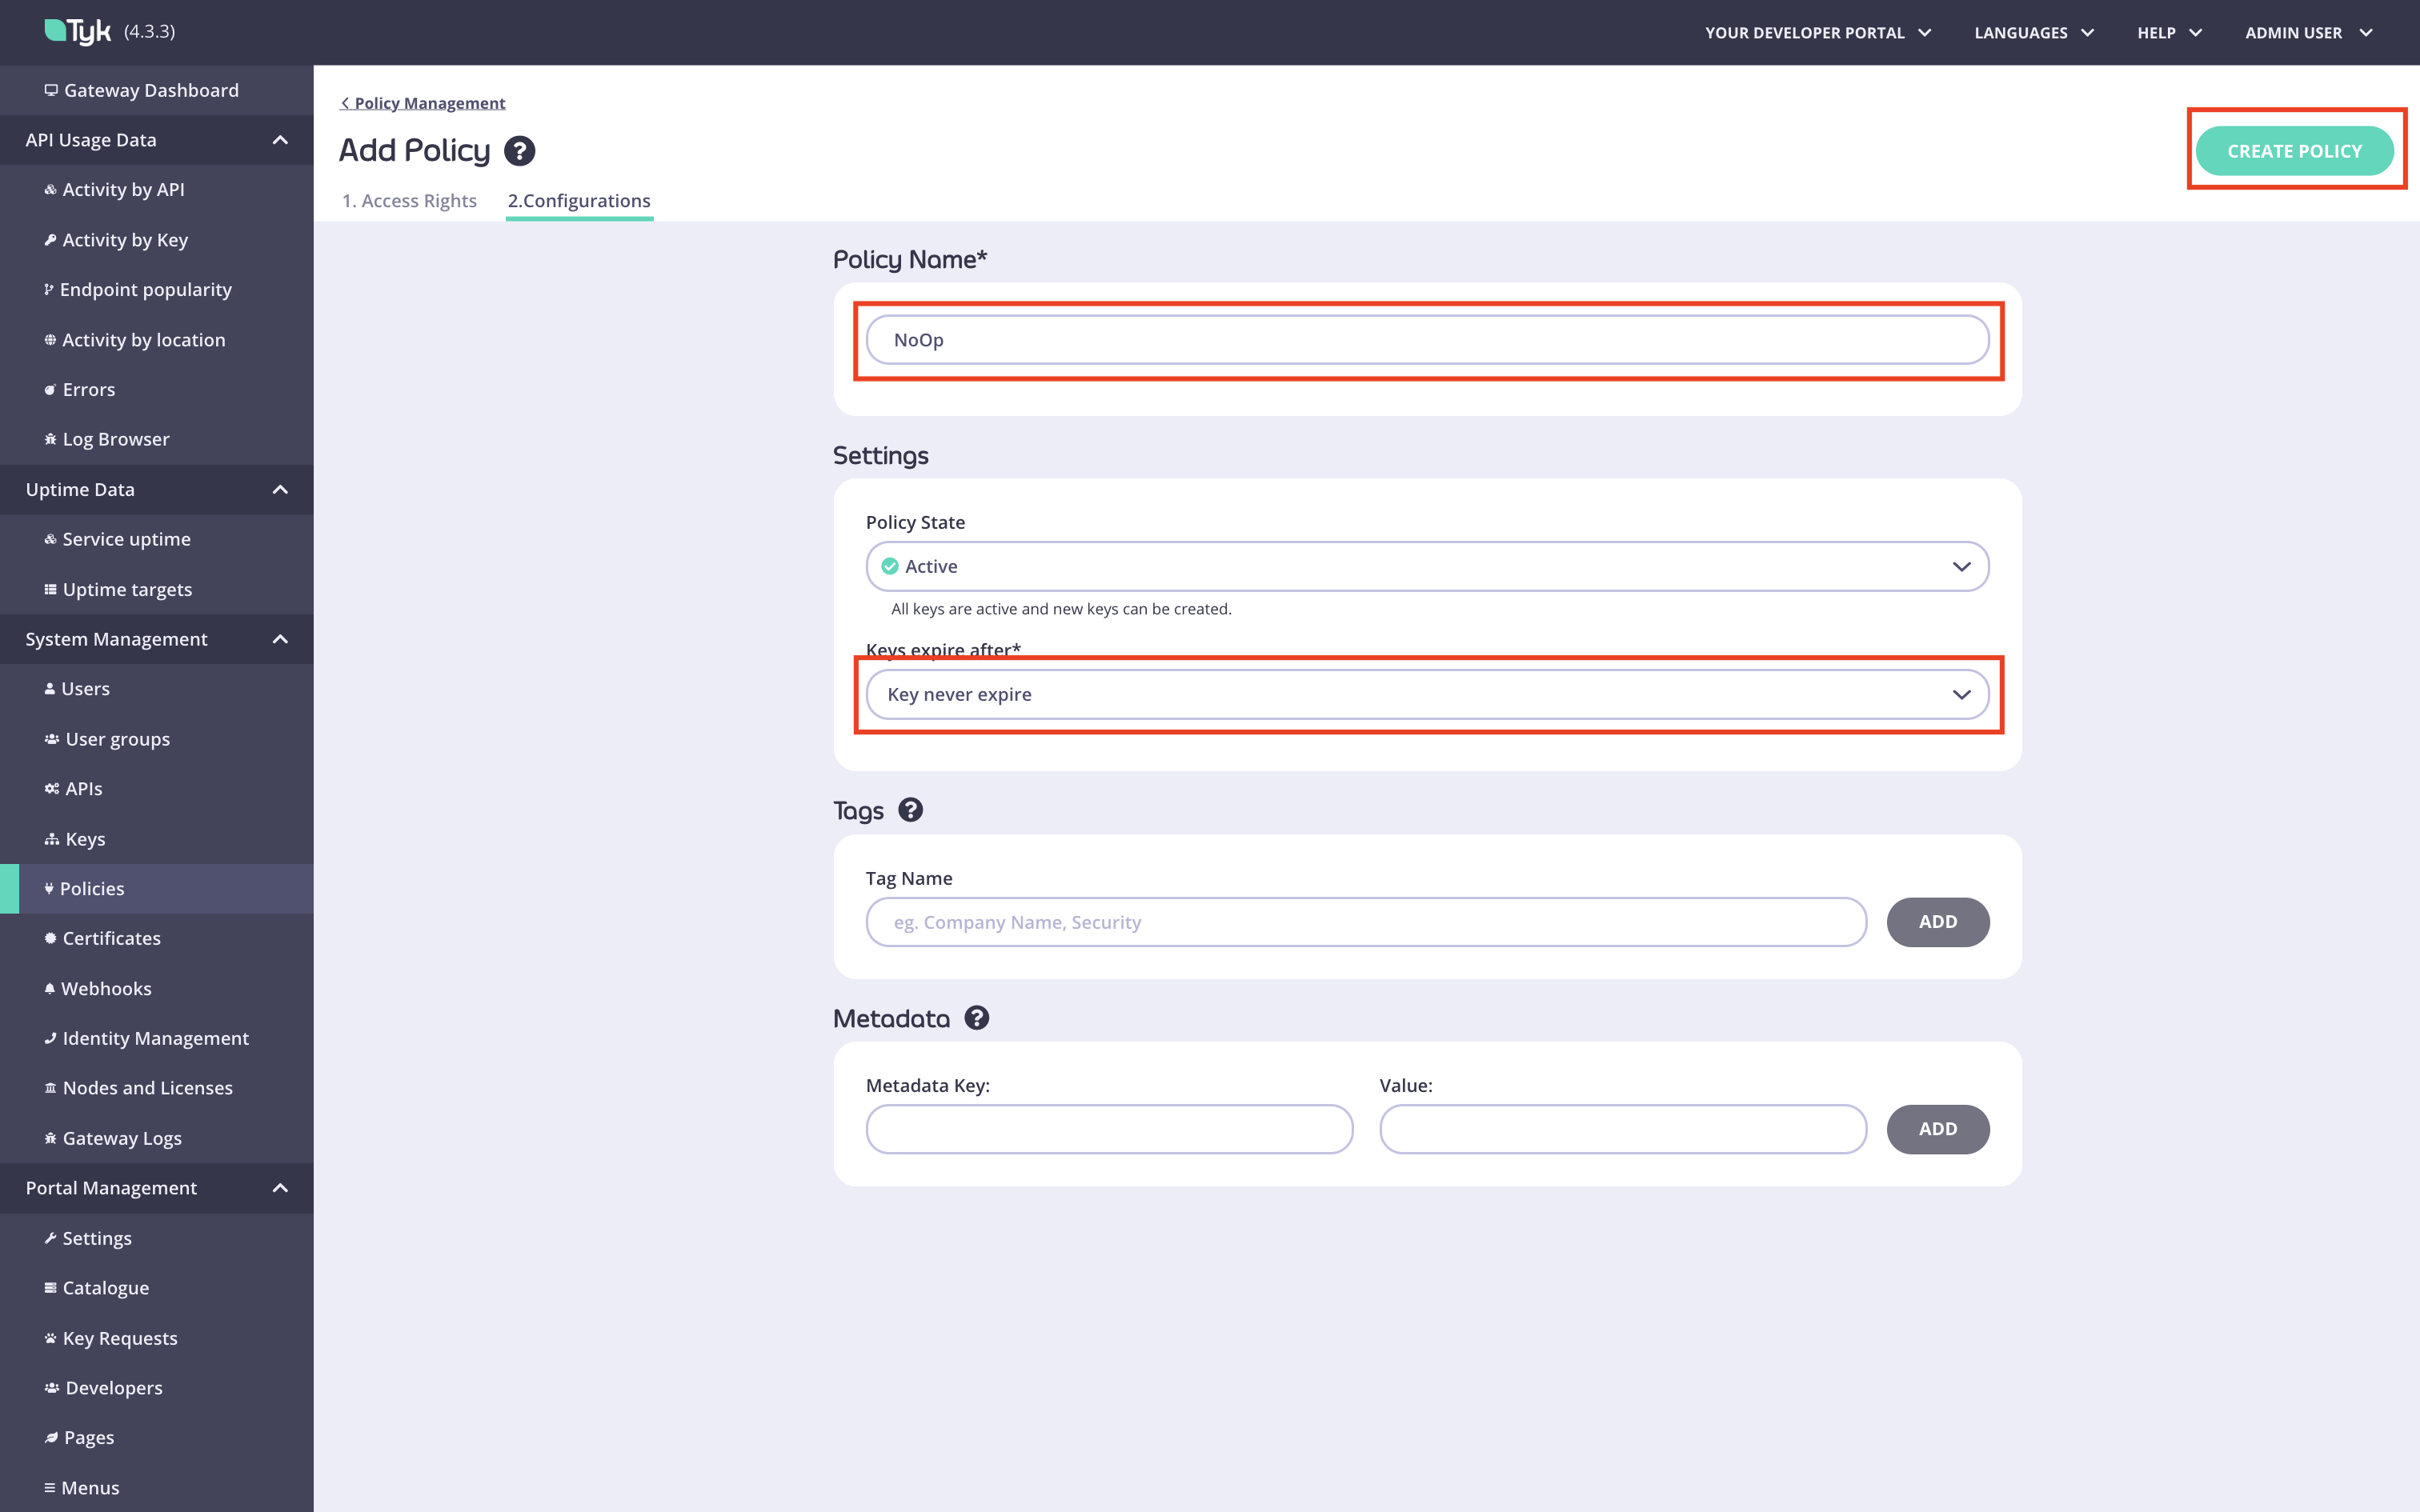 Tyk (4.3.3)
YOUR DEVELOPER PORTAL
LANGUAGES
HELP
ADMIN USER
Gateway Dashboard
API Usage Data
Activity by API
Activity by Key
Endpoint popularity
Activity by location
Errors
Log Browser
Uptime Data
Service uptime
Uptime targets
System Management
Users
User groups
APIs
Keys
Policies
Certificates
Webhooks
Identity Management
Nodes and Licenses
Gateway Logs
Portal Management
Settings
Catalogue
Key Requests
Developers
Pages
Menus
Policy Management
Add Policy ?
CREATE POLICY
1. Access Rights
2.Configurations
Policy Name*
NoOp
Settings
Policy State
Active
All keys are active and new keys can be created.
Keys expire after*
Key never expire
Tags ?
Tag Name
eg. Company Name, Security
ADD
Metadata ?
Metadata Key:
Value:
ADD